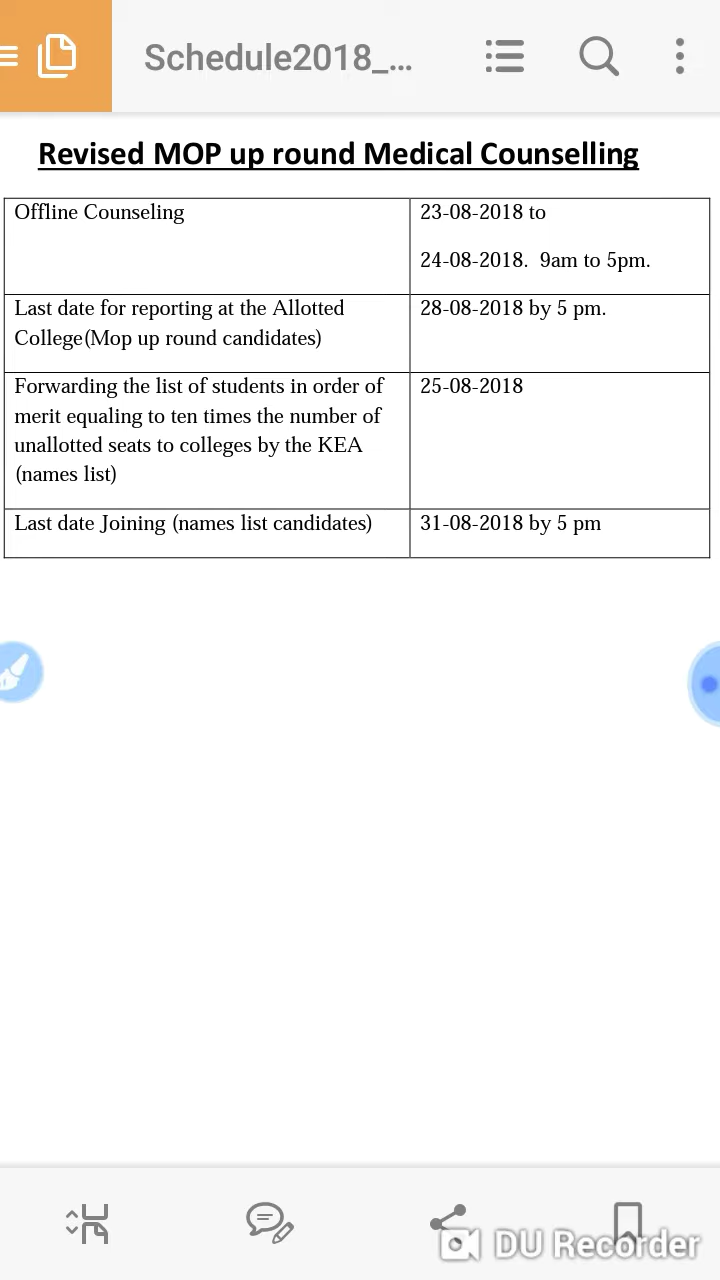 Schedule2018_...
Revised MOP up round Medical Counselling
Offline Counseling
23-08-2018 to
24-08-2018.  9am to 5pm.
Last date for reporting at the Allotted
College(Mop up round candidates)
28-08-2018 by 5 pm.
Forwarding the list of students in order of
merit equaling to ten times the number of
unallotted seats to colleges by the KEA
(names list)
25-08-2018
Last date Joining (names list candidates)
31-08-2018 by 5 pm
DU Recorder